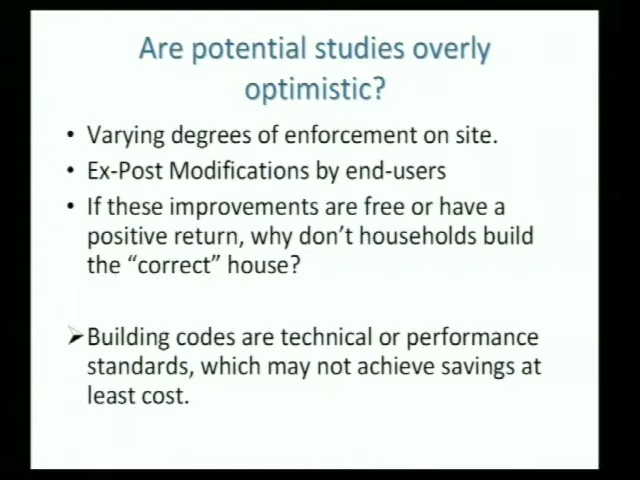 Are potential studies overly
optimistic?
• Varying degrees of enforcement on site.
• Ex-Post Modifications by end-users
• If these improvements are free or have a
positive return, why don't households build
the “correct” house?
➢Building codes are technical or performance
standards, which may not achieve savings at
least cost.